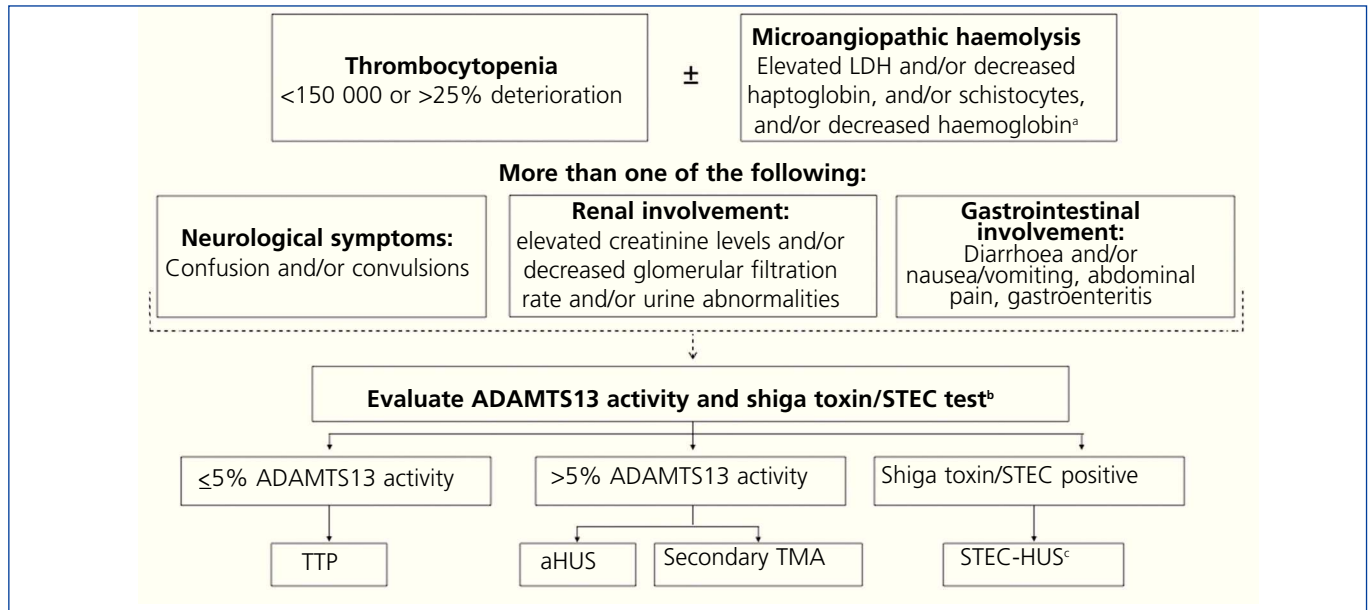 Thrombocytopenia
<150 000 or >25% deterioration
±
Microangiopathic haemolysis
Elevated LDH and/or decreased
haptoglobin, and/or schistocytes,
and/or decreased haemoglobinᵃ
More than one of the following:
Neurological symptoms:
Confusion and/or convulsions
Renal involvement:
elevated creatinine levels and/or
decreased glomerular filtration
rate and/or urine abnormalities
Gastrointestinal
involvement:
Diarrhoea and/or
nausea/vomiting, abdominal
pain, gastroenteritis
Evaluate ADAMTS13 activity and shiga toxin/STEC testᵇ
≤5% ADAMTS13 activity
>5% ADAMTS13 activity
Shiga toxin/STEC positive
TTP
aHUS
Secondary TMA
STEC-HUSᶜ